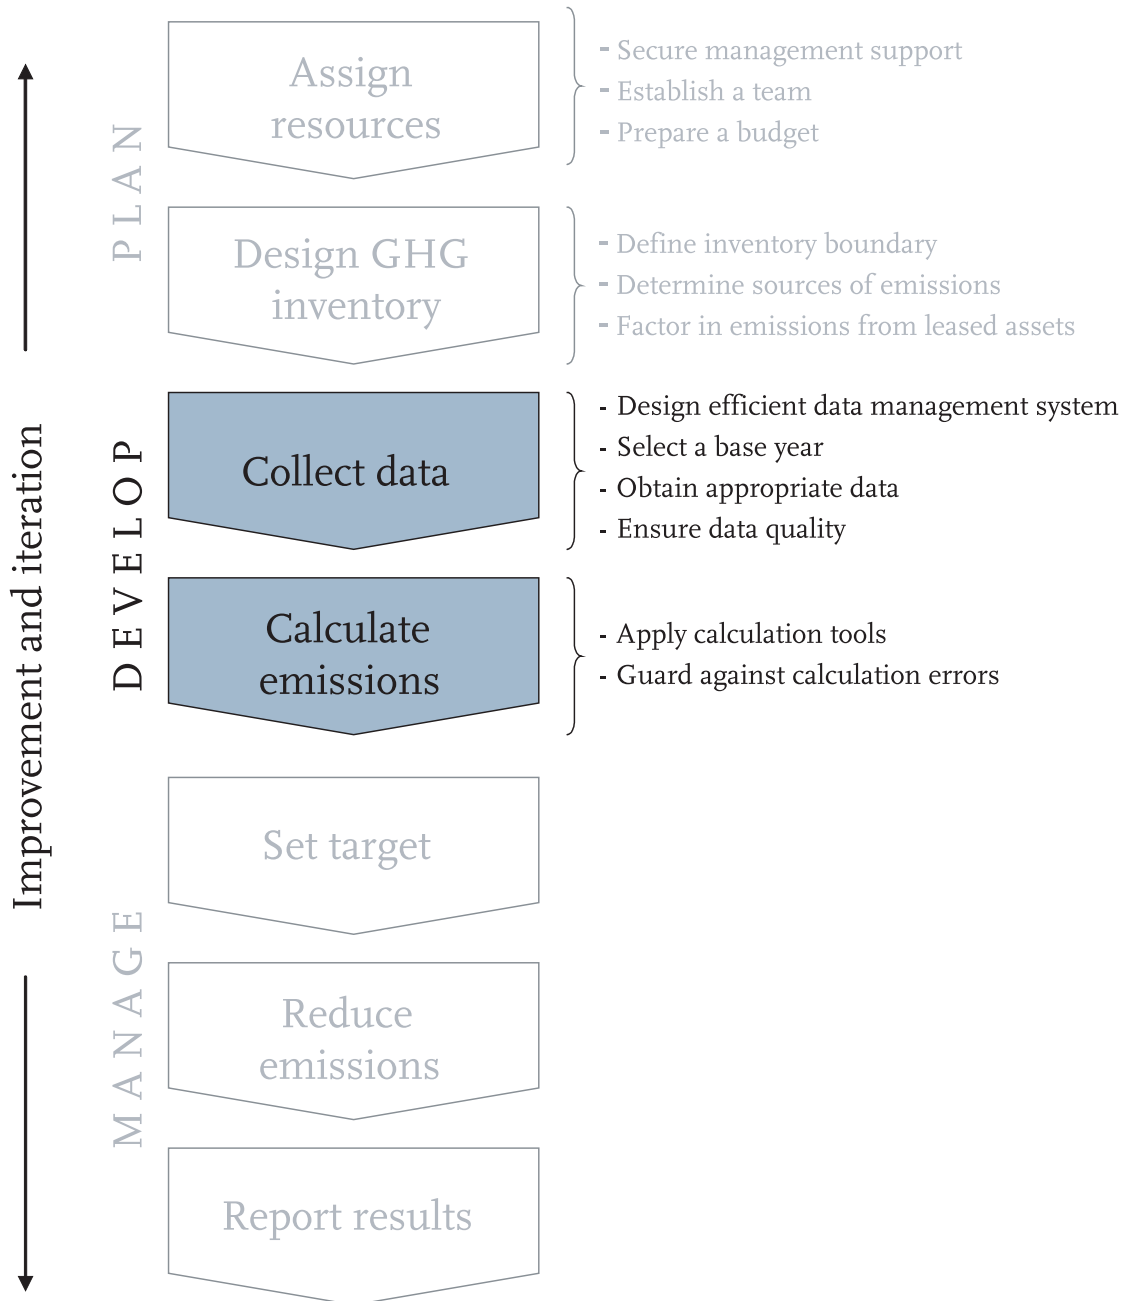 Improvement and iteration
PLAN
Assign
resources
- Secure management support
- Establish a team
- Prepare a budget
Design GHG
inventory
- Define inventory boundary
- Determine sources of emissions
- Factor in emissions from leased assets
DEVELOP
Collect data
- Design efficient data management system
- Select a base year
- Obtain appropriate data
- Ensure data quality
Calculate
emissions
- Apply calculation tools
- Guard against calculation errors
MANAGE
Set target
Reduce
emissions
Report results